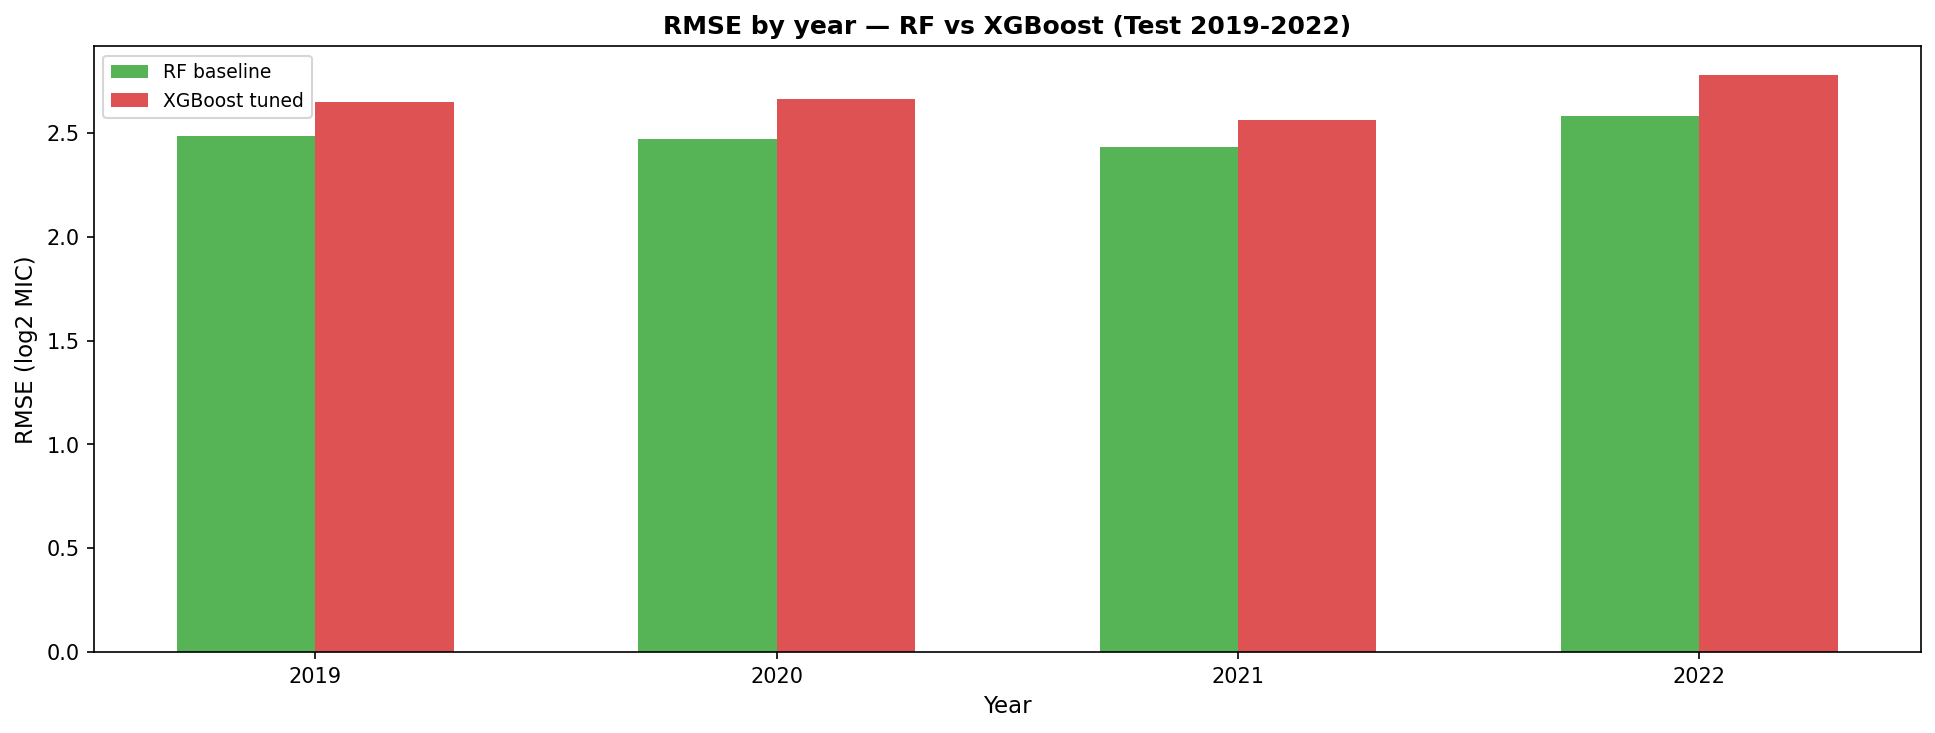 RMSE by year — RF vs XGBoost (Test 2019-2022)
RF baseline
XGBoost tuned
RMSE (log2 MIC)
2.5
2.0
1.5
1.0
0.5
0.0
2019 2020 2021 2022
Year